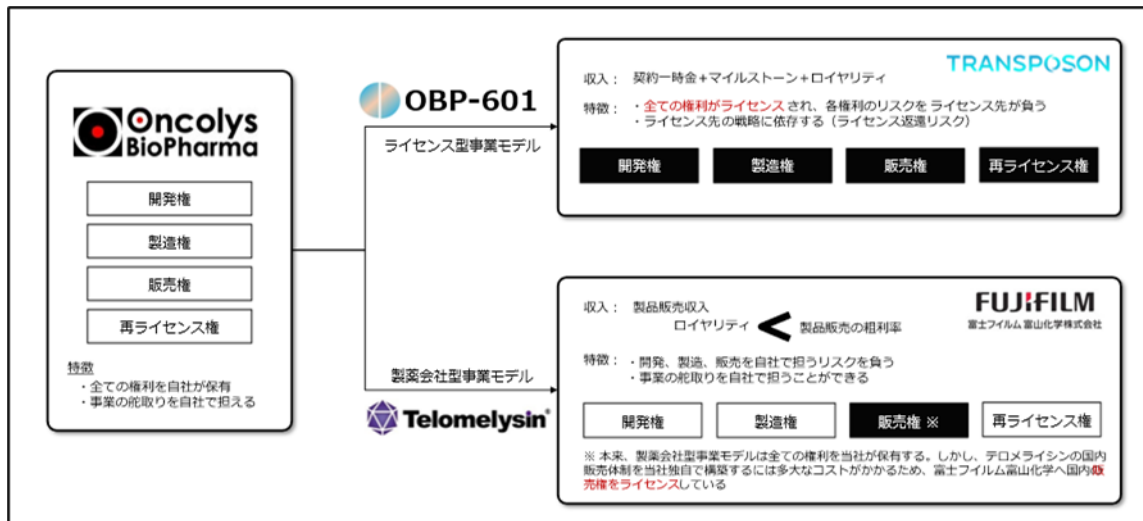 Oncolys
BioPharma
開発権
製造権
販売権
再ライセンス権
特徴
・全ての権利を自社が保有
・事業の舵取りを自社で担える
OBP-601
ライセンス型事業モデル
製薬会社型事業モデル
Telomelysin®
TRANSPOSON
収入： 契約一時金＋マイルストーン＋ロイヤリティ
特徴： ・全ての権利がライセンスされ、各権利のリスクを ライセンス先が負う
・ライセンス先の戦略に依存する（ライセンス返還リスク）
開発権 製造権 販売権 再ライセンス権
FUJIFILM
富士フイルム富山化学株式会社
収入： 製品販売収入
ロイヤリティ < 製品販売の粗利率
特徴： ・開発、製造、販売を自社で担うリスクを負う
・事業の舵取りを自社で担うことができる
開発権 製造権 販売権 ※ 再ライセンス権
※ 本来、製薬会社型事業モデルは全ての権利を当社が保有する。しかし、テロメライシンの国内
販売体制を当社独自で構築するには多大なコストがかかるため、富士フイルム富山化学へ国内の販
売権をライセンスしている